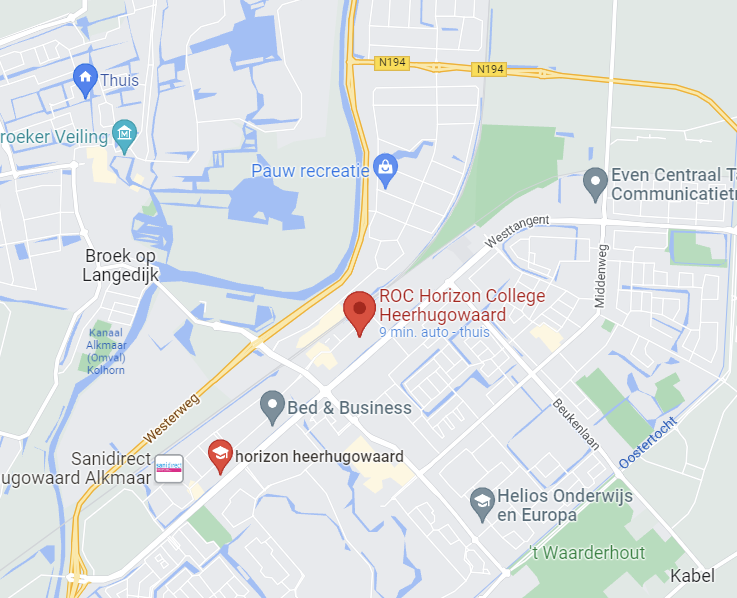 N194
N194
Thuis
roeker Veiling
Pauw recreatie
Even Centraal T
Communicatiet
Westtangent
Middenweg
Broek op
Langedijk
ROC Horizon College
Heerhugowaard
9 min. auto - thuis
Kanaal
Alkmaar
(Omval)
Kolhorn
Westerweg
Bed & Business
Beukenlaan
Oostertocht
Sanidirect
ugowaard Alkmaar
horizon heerhugowaard
Helios Onderwijs
en Europa
't Waarderhout
Kabel